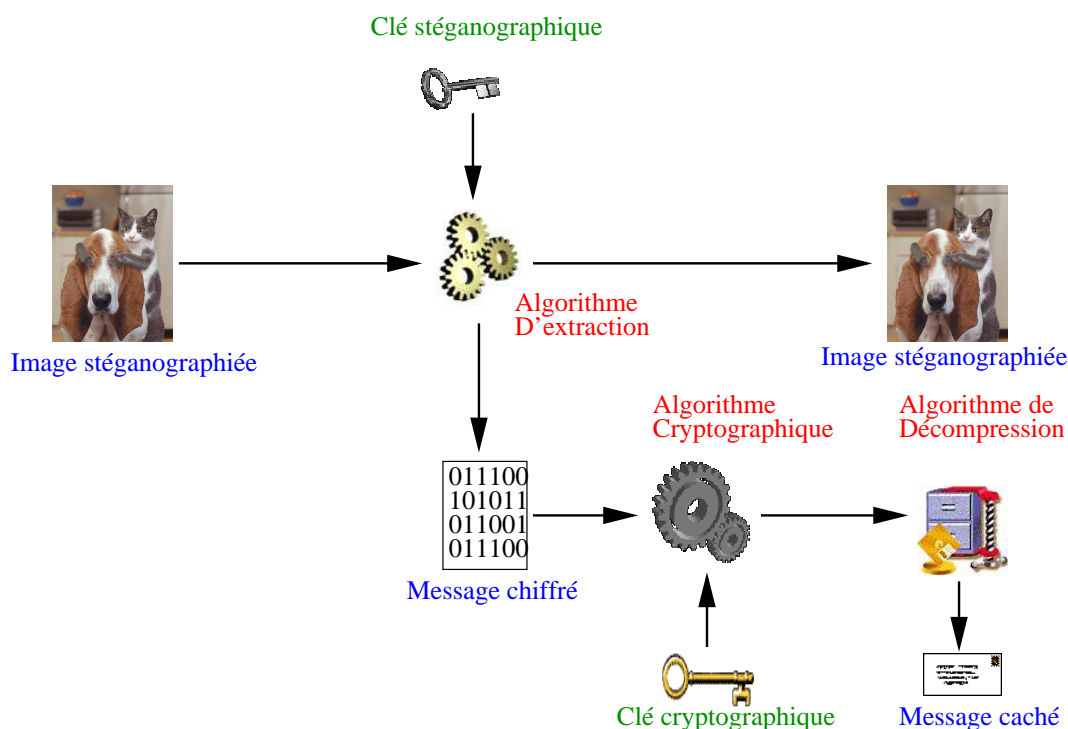 Clé stéganographique
Algorithme
D'extraction
Image stéganographiée
Image stéganographiée
Algorithme
Cryptographique
Algorithme de
Décompression
011100
101011
011001
011100
Message chiffré
Clé cryptographique
Message caché